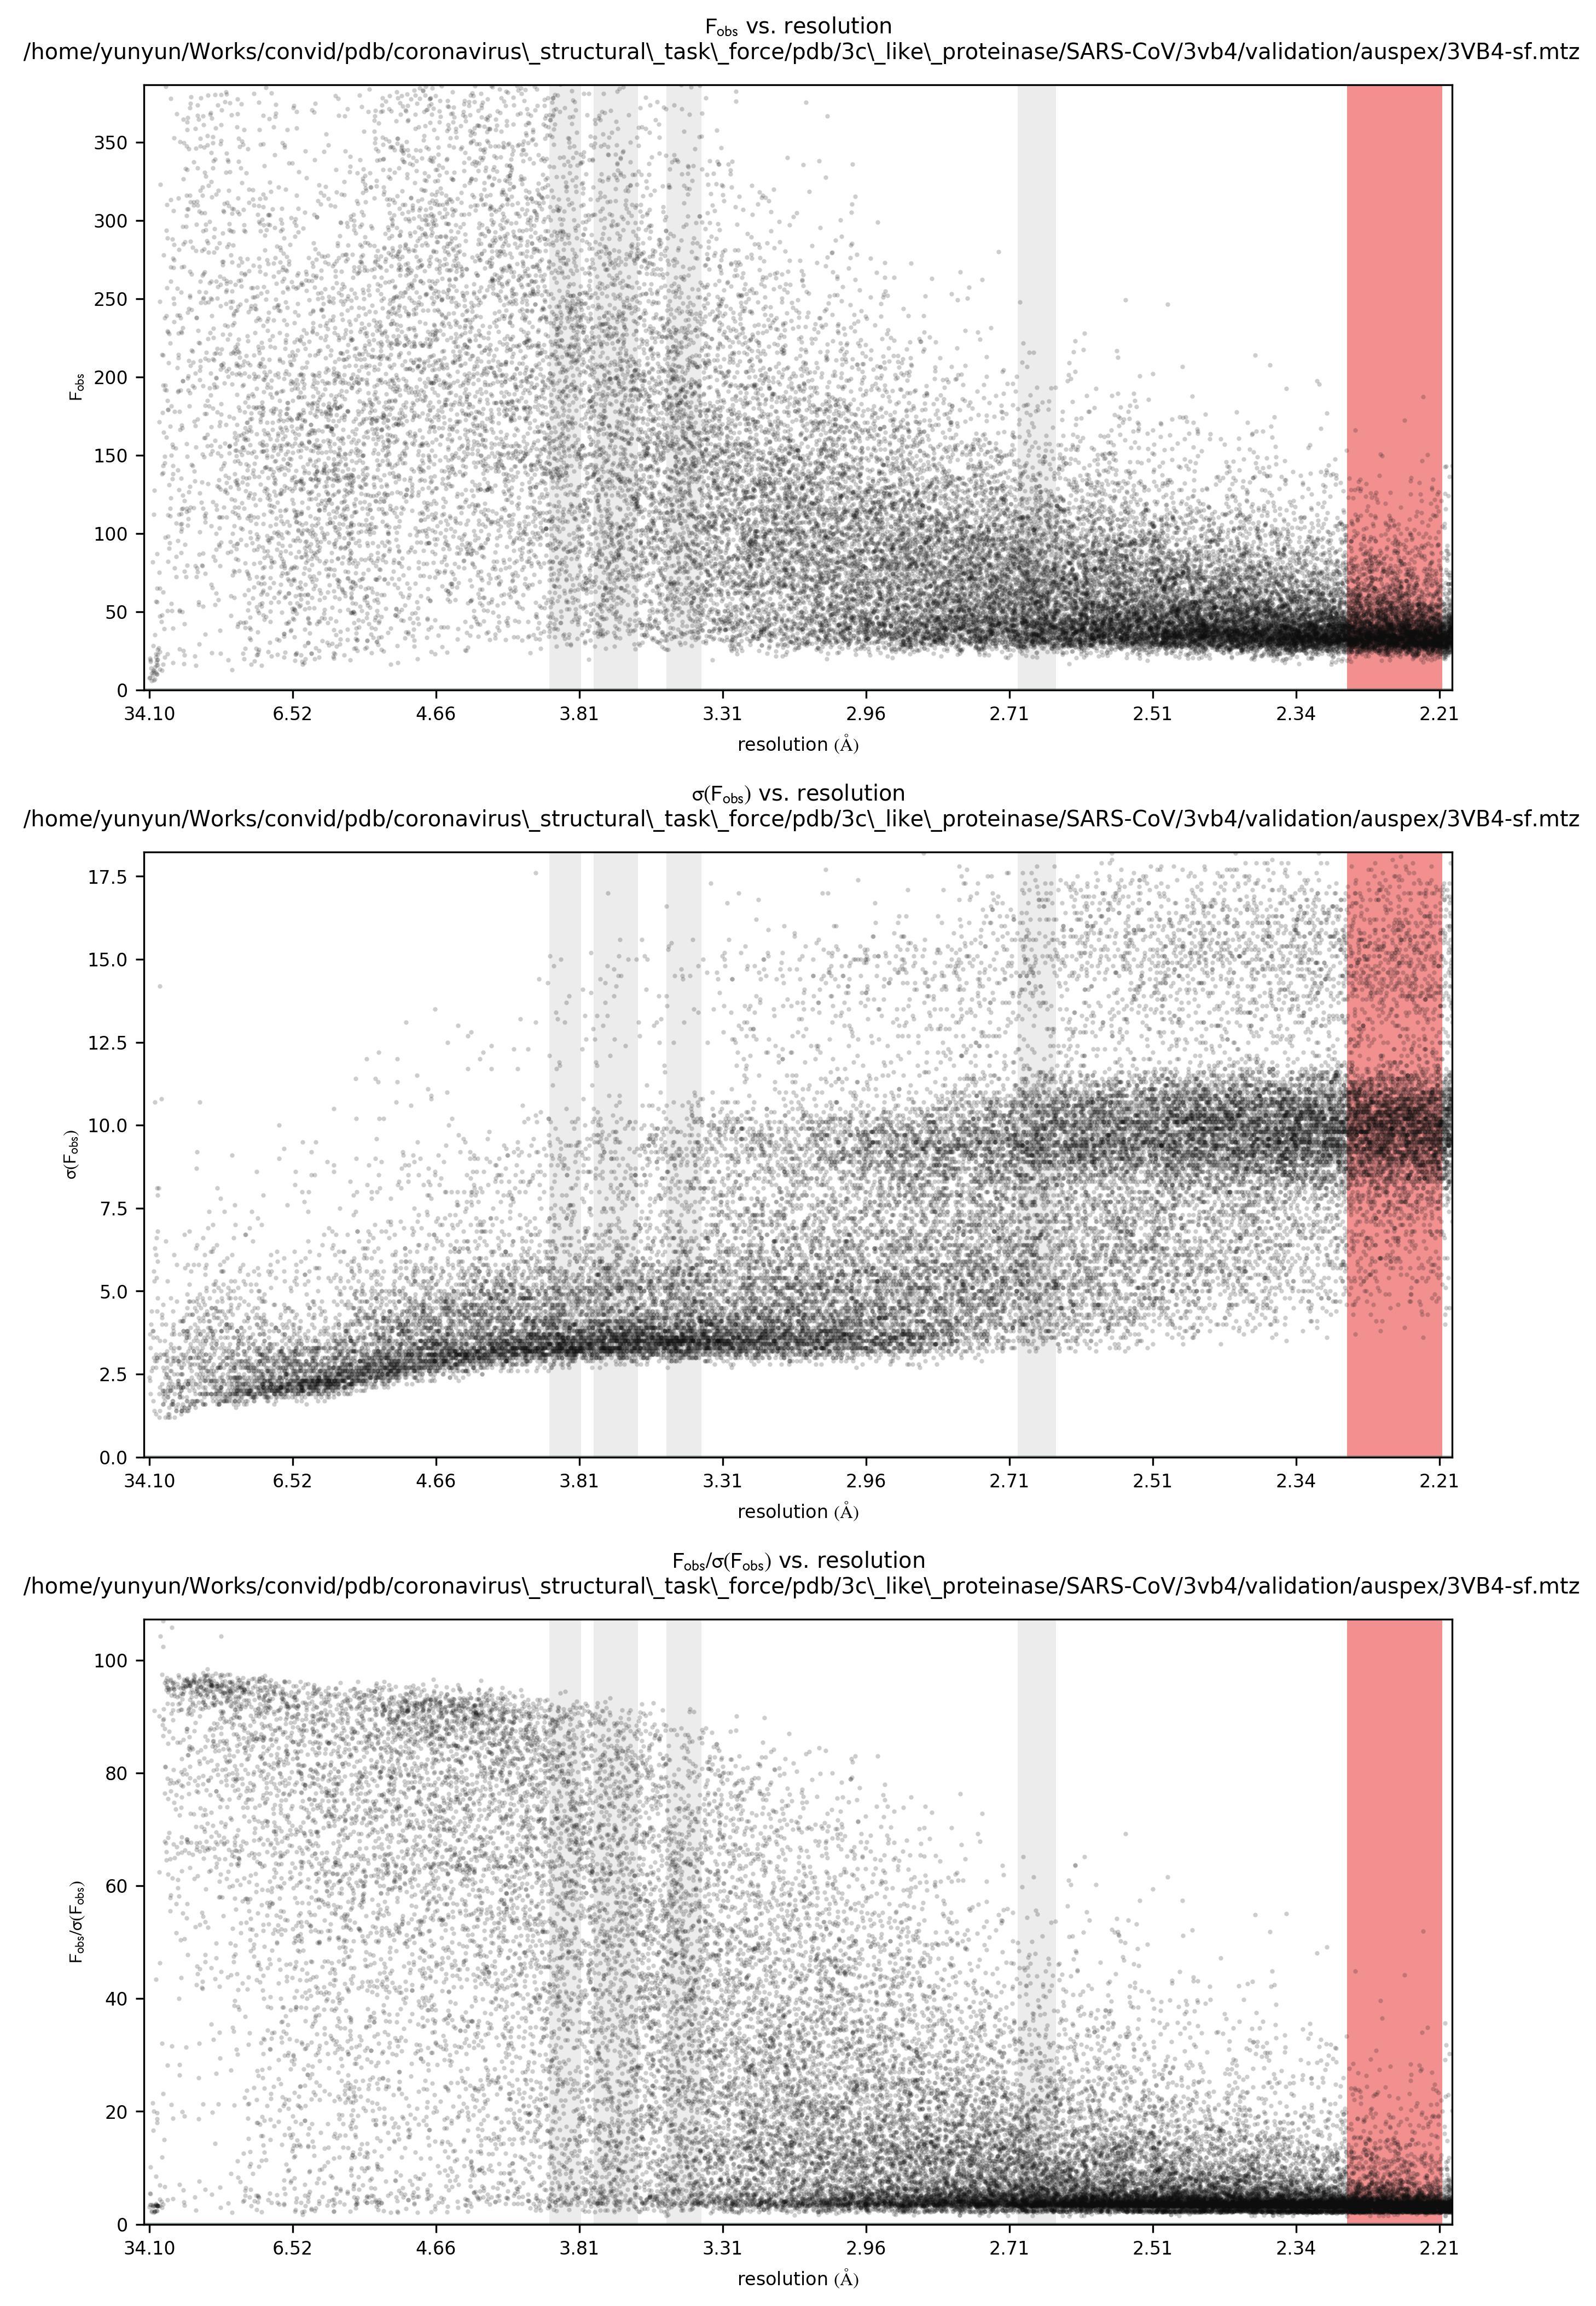 Fobs vs. resolution
/home/yunyun/Works/convid/pdb/coronavirus\_structural\_task\_force/pdb/3c\_like\_proteinase/SARS-CoV/3vb4/validation/auspex/3VB4-sf.mtz
350
300
250
200
150
100
50
0
Fobs
34.10 6.52 4.66 3.81 3.31 2.96 2.71 2.51 2.34 2.21
resolution (Å)
σ(Fobs) vs. resolution
/home/yunyun/Works/convid/pdb/coronavirus\_structural\_task\_force/pdb/3c\_like\_proteinase/SARS-CoV/3vb4/validation/auspex/3VB4-sf.mtz
17.5
15.0
12.5
10.0
7.5
5.0
2.5
0.0
σ(Fobs)
34.10 6.52 4.66 3.81 3.31 2.96 2.71 2.51 2.34 2.21
resolution (Å)
Fobs/σ(Fobs) vs. resolution
/home/yunyun/Works/convid/pdb/coronavirus\_structural\_task\_force/pdb/3c\_like\_proteinase/SARS-CoV/3vb4/validation/auspex/3VB4-sf.mtz
100
80
60
40
20
0
Fobs/σ(Fobs)
34.10 6.52 4.66 3.81 3.31 2.96 2.71 2.51 2.34 2.21
resolution (Å)